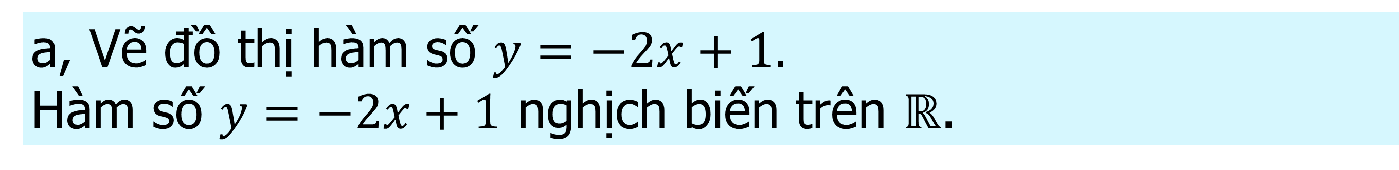 a, Vẽ đồ thị hàm số y = −2x + 1.
Hàm số y = −2x + 1 nghịch biến trên ℝ.